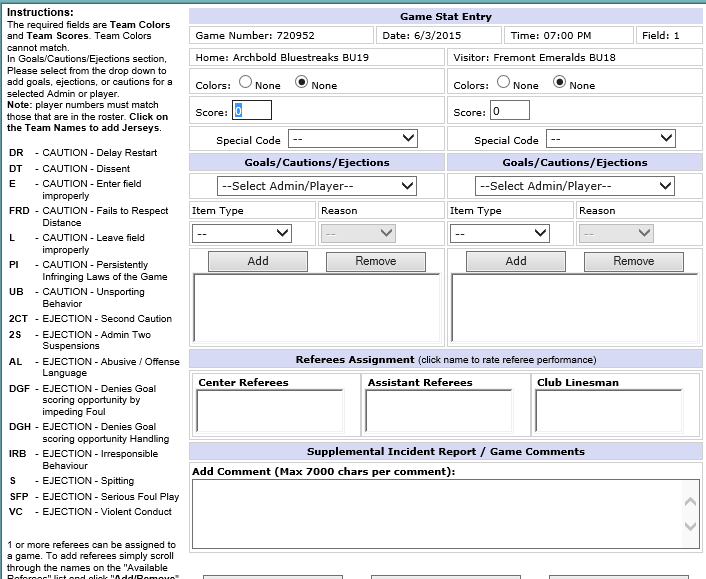 Instructions:
The required fields are Team Colors
and Team Scores. Team Colors
cannot match.
In Goals/Cautions/Ejections section,
Please select from the drop down to
add goals, ejections, or cautions for a
selected Admin or player.
Note: player numbers must match
those that are in the roster. Click on
the Team Names to add Jerseys.
DR - CAUTION - Delay Restart
DT - CAUTION - Dissent
E - CAUTION - Enter field
improperly
FRD - CAUTION - Fails to Respect
Distance
L - CAUTION - Leave field
improperly
PI - CAUTION - Persistently
Infringing Laws of the Game
UB - CAUTION - Unsporting
Behavior
2CT - EJECTION - Second Caution
2S - EJECTION - Admin Two
Suspensions
AL - EJECTION - Abusive / Offense
Language
DGF - EJECTION - Denies Goal
scoring opportunity by
impeding Foul
DGH - EJECTION - Denies Goal
scoring opportunity Handling
IRB - EJECTION - Irresponsible
Behaviour
S - EJECTION - Spitting
SFP - EJECTION - Serious Foul Play
VC - EJECTION - Violent Conduct
1 or more referees can be assigned to
a game. To add referees simply scroll
through the names on the "Available
Referees" list and click "Add/Remove"
Game Stat Entry
Game Number: 720952 Date: 6/3/2015 Time: 07:00 PM Field: 1
Home: Archbold Bluestreaks BU19 Visitor: Fremont Emeralds BU18
Colors: None None Colors: None None
Score: 0 Score: 0
Special Code -- Special Code --
Goals/Cautions/Ejections Goals/Cautions/Ejections
--Select Admin/Player-- --Select Admin/Player--
Item Type Reason Item Type Reason
-- -- -- --
Add Remove Add Remove
Referees Assignment (click name to rate referee performance)
Center Referees Assistant Referees Club Linesman
Supplemental Incident Report / Game Comments
Add Comment (Max 7000 chars per comment):